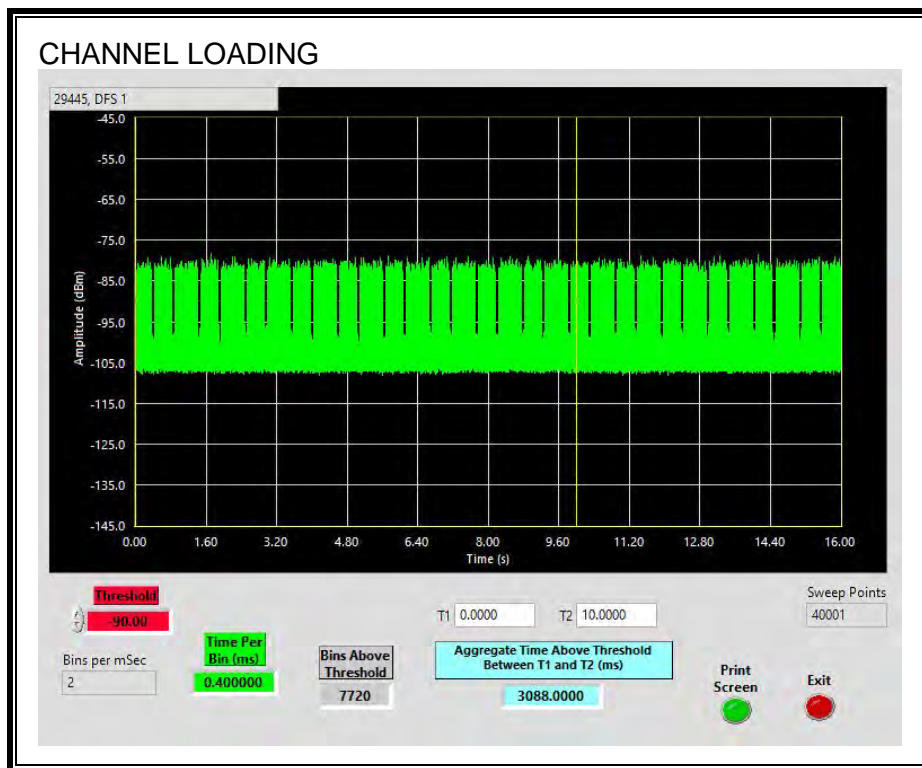 CHANNEL LOADING
29445, DFS 1
-45.0
-55.0
-65.0
-75.0
-85.0
-95.0
-105.0
-115.0
-125.0
-135.0
-145.0
Amplitude (dBm)
0.00 1.60 3.20 4.80 6.40 8.00 9.60 11.20 12.80 14.40 16.00
Time (s)
Threshold
-90.00
Bins per mSec
2
Time Per
Bin (ms)
0.400000
Bins Above
Threshold
7720
T1 0.0000 T2 10.0000
Aggregate Time Above Threshold
Between T1 and T2 (ms)
3088.0000
Sweep Points
40001
Print
Screen
Exit